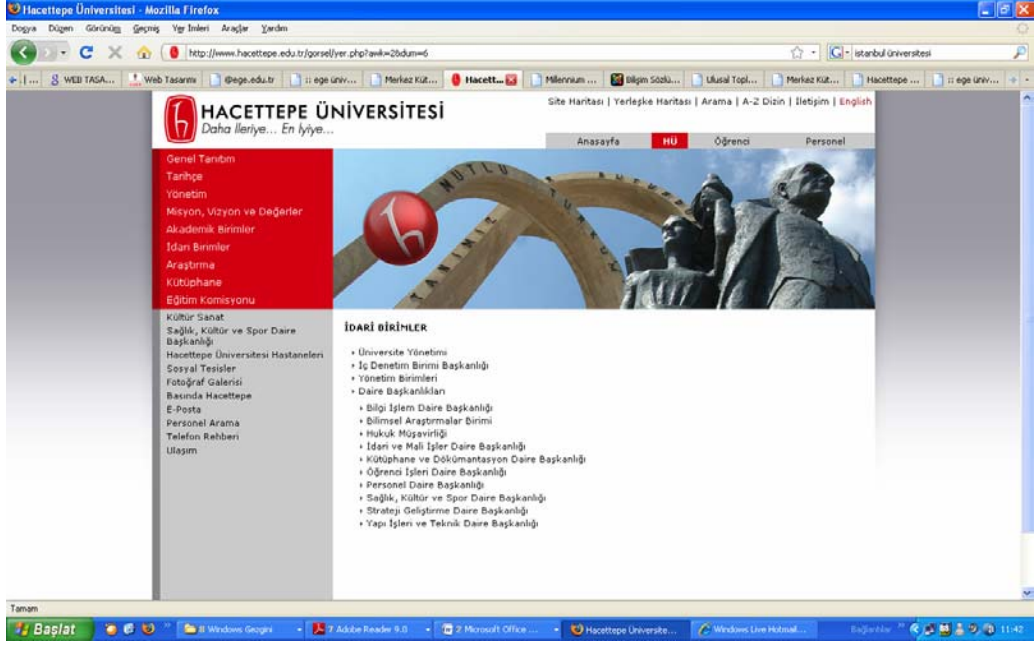 Hacettepe Üniversitesi - Mozilla Firefox
Dosya Düzen Görünüm Geçmiş Yer İmleri Araçlar Yardım
http://www.hacettepe.edu.tr/gorsel/yer.php?awk=26dum=6
istanbul üniversitesi
WEB TASA... Web Tasarımı @ege.edu.tr :: ege üniv... Merkez Küt... Hacett... Milennium ... Bilişim Sözlü... Ulusal Topl... Merkez Küt... Hacettepe ... :: ege üniv...
HACETTEPE ÜNİVERSİTESİ
Daha İleriye... En İyiye...
Site Haritası | Yerleşke Haritası | Arama | A-Z Dizin | İletişim | English
Anasayfa HÜ Öğrenci Personel
Genel Tanıtım
Tarihçe
Yönetim
Misyon, Vizyon ve Değerler
Akademik Birimler
İdari Birimler
Araştırma
Kütüphane
Eğitim Komisyonu
MUTLU
TÜRKÜM
TANIMIN
Kültür Sanat
Sağlık, Kültür ve Spor Daire
Başkanlığı
Hacettepe Üniversitesi Hastaneleri
Sosyal Tesisler
Fotoğraf Galerisi
Basında Hacettepe
E-Posta
Personel Arama
Telefon Rehberi
Ulaşım
İDARİ BİRİMLER
Üniversite Yönetimi
İç Denetim Birimi Başkanlığı
Yönetim Birimleri
Daire Başkanlıkları
Bilgi İşlem Daire Başkanlığı
Bilimsel Araştırmalar Birimi
Hukuk Müşavirliği
İdari ve Mali İşler Daire Başkanlığı
Kütüphane ve Dökümantasyon Daire Başkanlığı
Öğrenci İşleri Daire Başkanlığı
Personel Daire Başkanlığı
Sağlık, Kültür ve Spor Daire Başkanlığı
Strateji Geliştirme Daire Başkanlığı
Yapı İşleri ve Teknik Daire Başkanlığı
Tamam
Başlat 8 Windows Gezgini 7 Adobe Reader 9.0 2 Microsoft Office ... Hacettepe Üniversite... Windows Live Hotmail... Bağlantılar 11:42